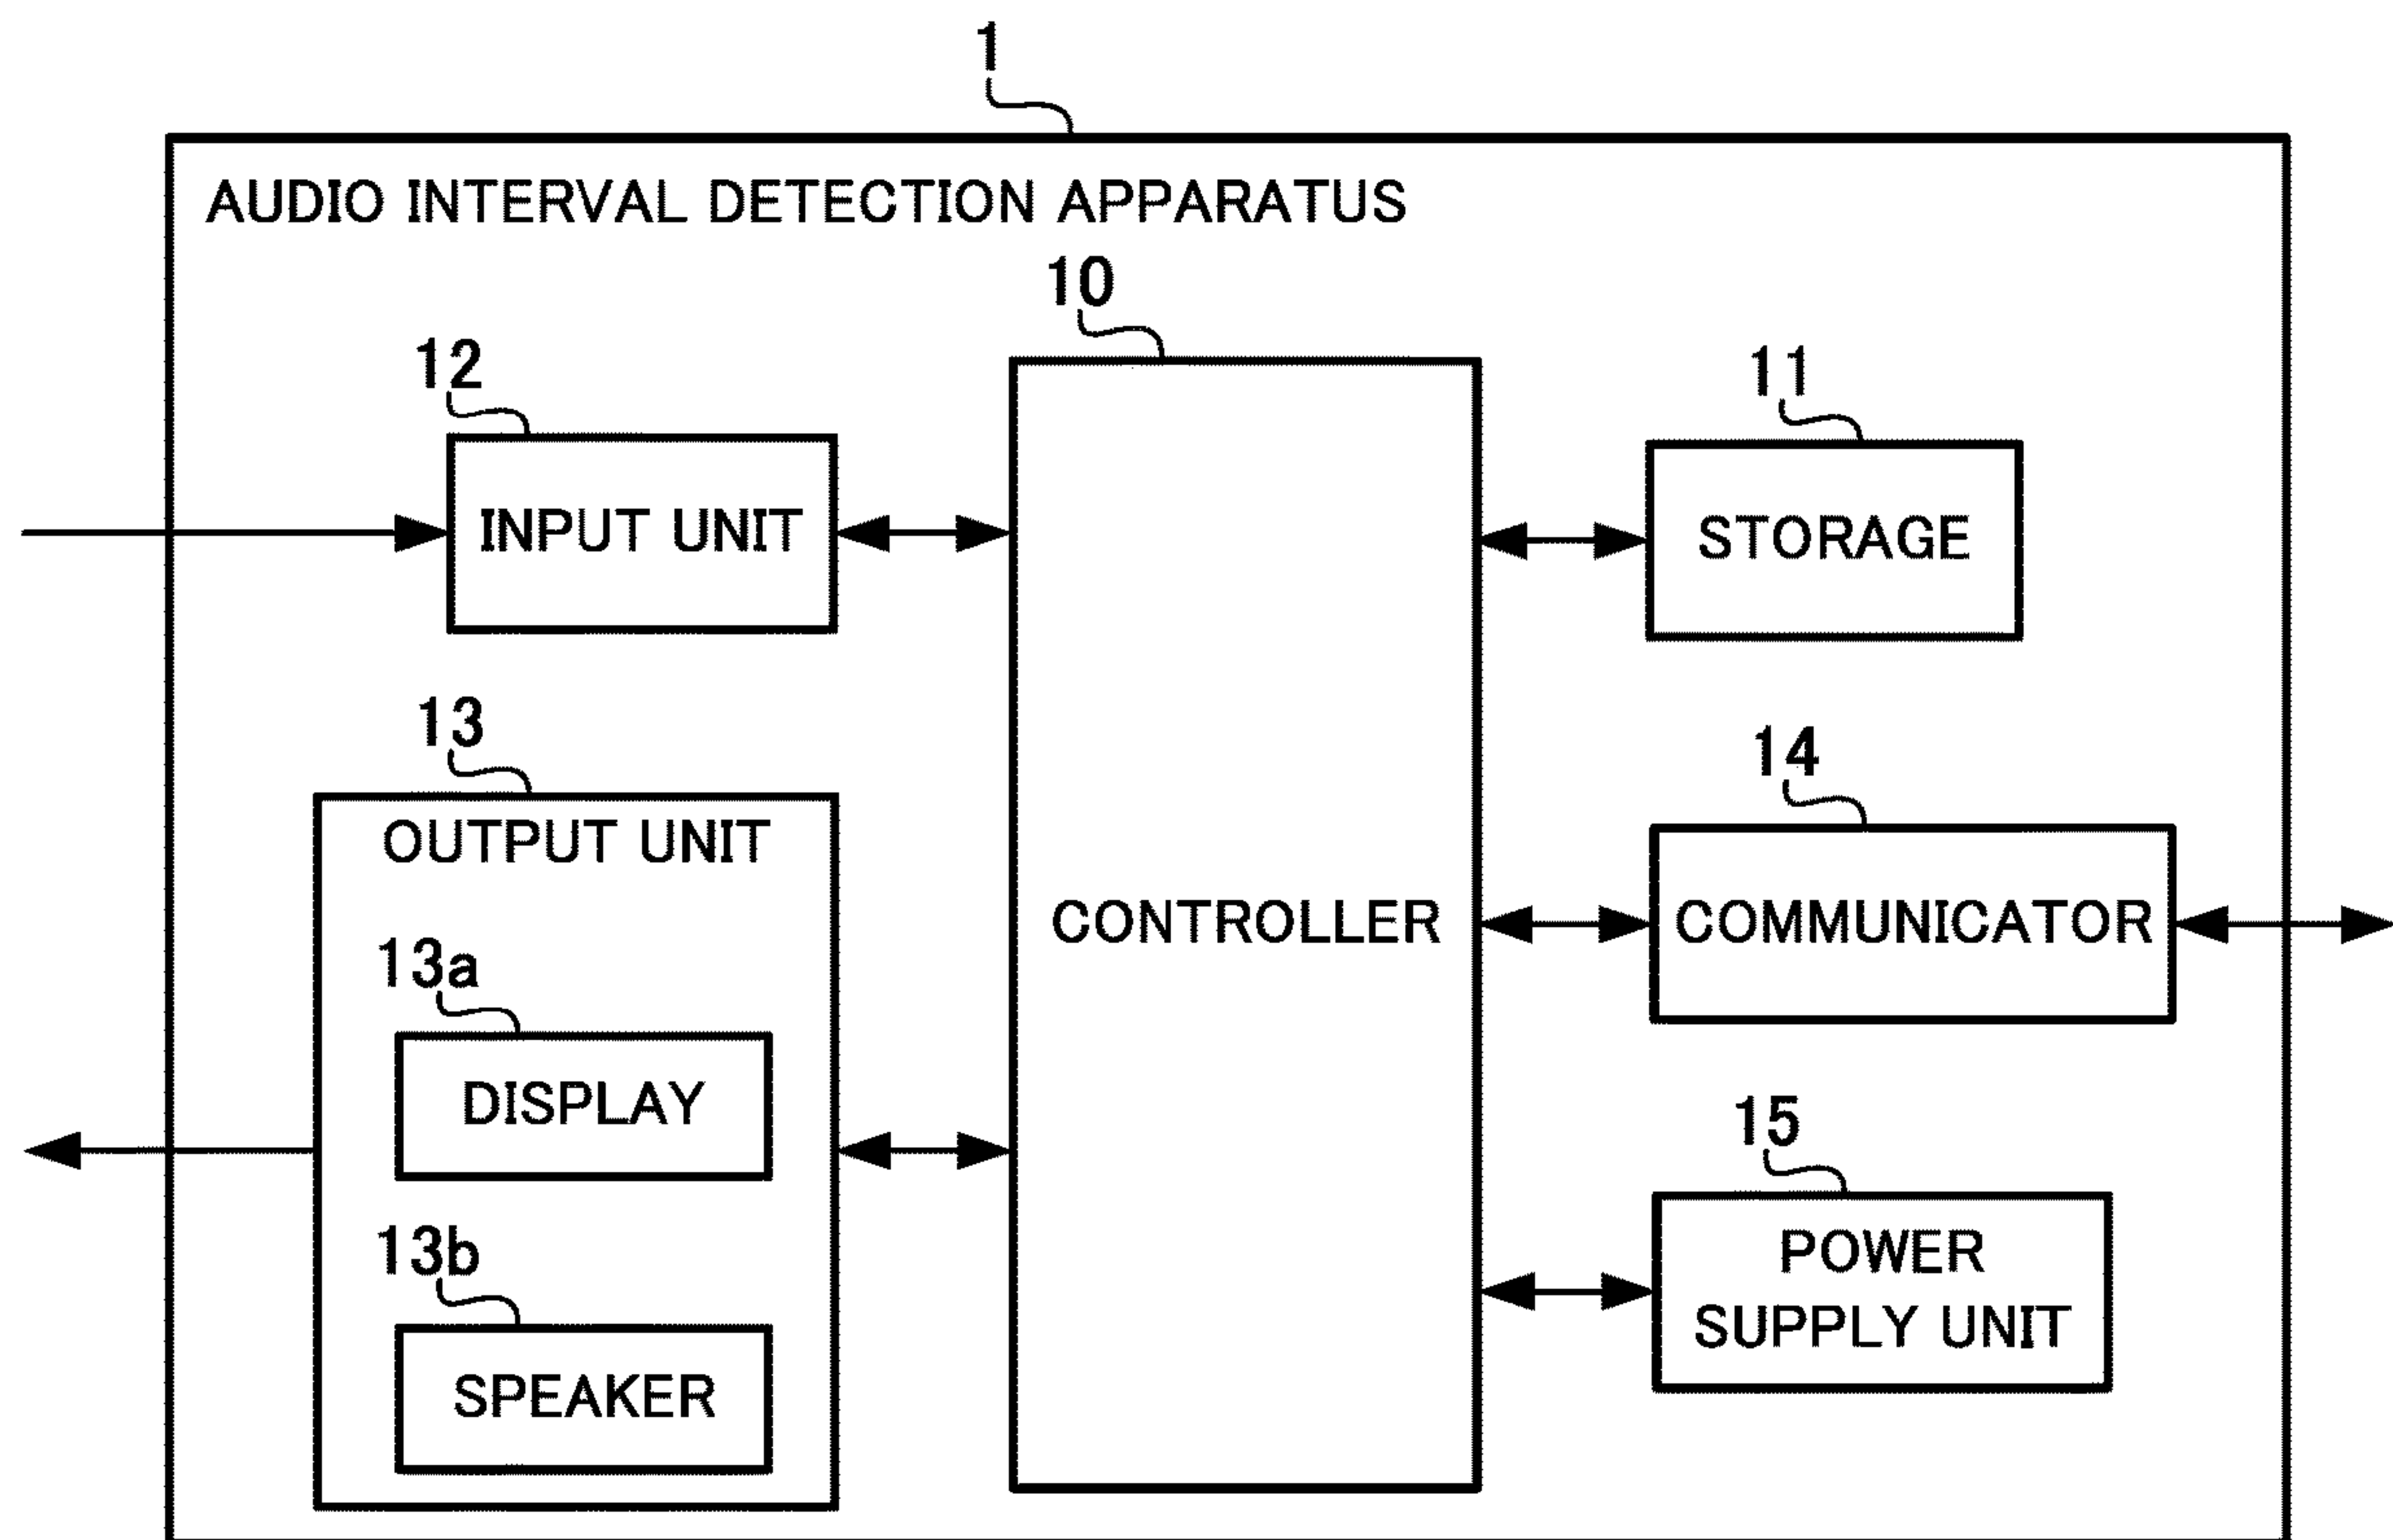 1
AUDIO INTERVAL DETECTION APPARATUS
10
12
INPUT UNIT
11
STORAGE
13
OUTPUT UNIT
14
CONTROLLER
COMMUNICATOR
13a
DISPLAY
15
POWER
SUPPLY UNIT
13b
SPEAKER